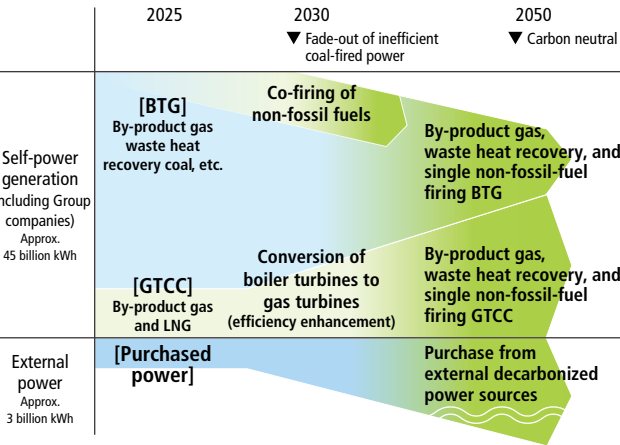 2025
2030
2050
▼ Fade-out of inefficient
coal-fired power
▼ Carbon neutral
Self-power
generation
ncluding Group
companies)
Approx.
45 billion kWh
[BTG]
By-product gas
waste heat
recovery coal, etc.
Co-firing of
non-fossil fuels
By-product gas,
waste heat recovery, and
single non-fossil-fuel
firing BTG
[GTCC]
By-product gas
and LNG
Conversion of
boiler turbines to
gas turbines
(efficiency enhancement)
By-product gas,
waste heat recovery, and
single non-fossil-fuel
firing GTCC
External
power
Approx.
3 billion kWh
[Purchased
power]
Purchase from
external decarbonized
power sources